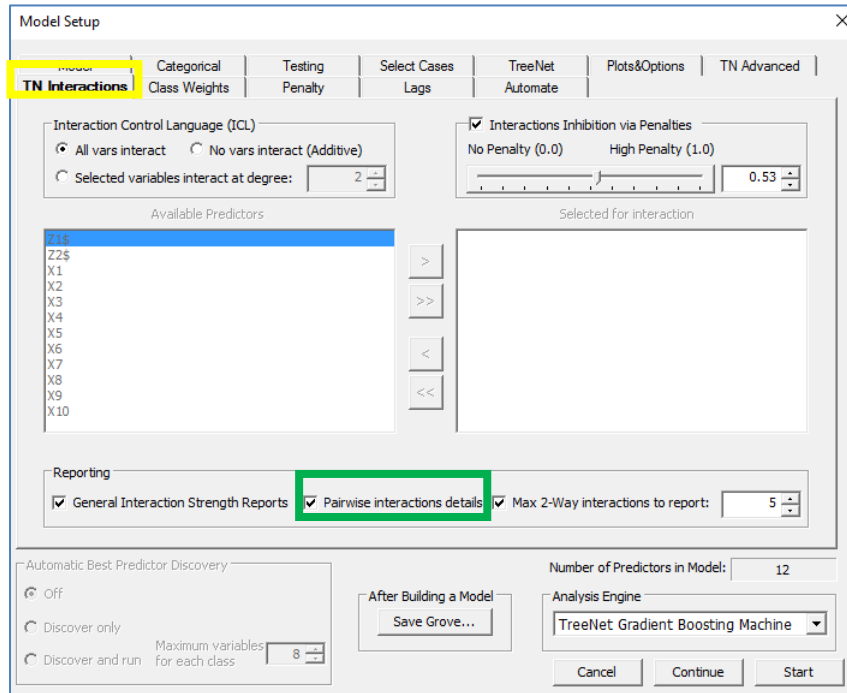 Model Setup
Model Categorical Testing Select Cases TreeNet Plots&Options TN Advanced
TN Interactions Class Weights Penalty Lags Automate
Interaction Control Language (ICL)
All vars interact No vars interact (Additive)
Selected variables interact at degree: 2
Interactions Inhibition via Penalties
No Penalty (0.0) High Penalty (1.0)
0.53
Available Predictors Selected for interaction
Z1$
Z2$
X1
X2
X3
X4
X5
X6
X7
X8
X9
X10
>
>>
<
<<
Reporting
General Interaction Strength Reports Pairwise interactions details Max 2-Way interactions to report: 5
Automatic Best Predictor Discovery
Off
Discover only
Discover and run
Maximum variables
for each class 8
After Building a Model
Save Grove...
Number of Predictors in Model: 12
Analysis Engine
TreeNet Gradient Boosting Machine
Cancel Continue Start